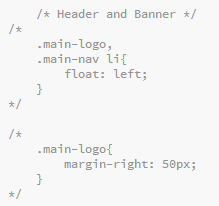 /* Header and Banner */
/*
.main-logo,
.main-nav li{
float: left;
}
*/
/*
.main-logo{
margin-right: 50px;
}
*/